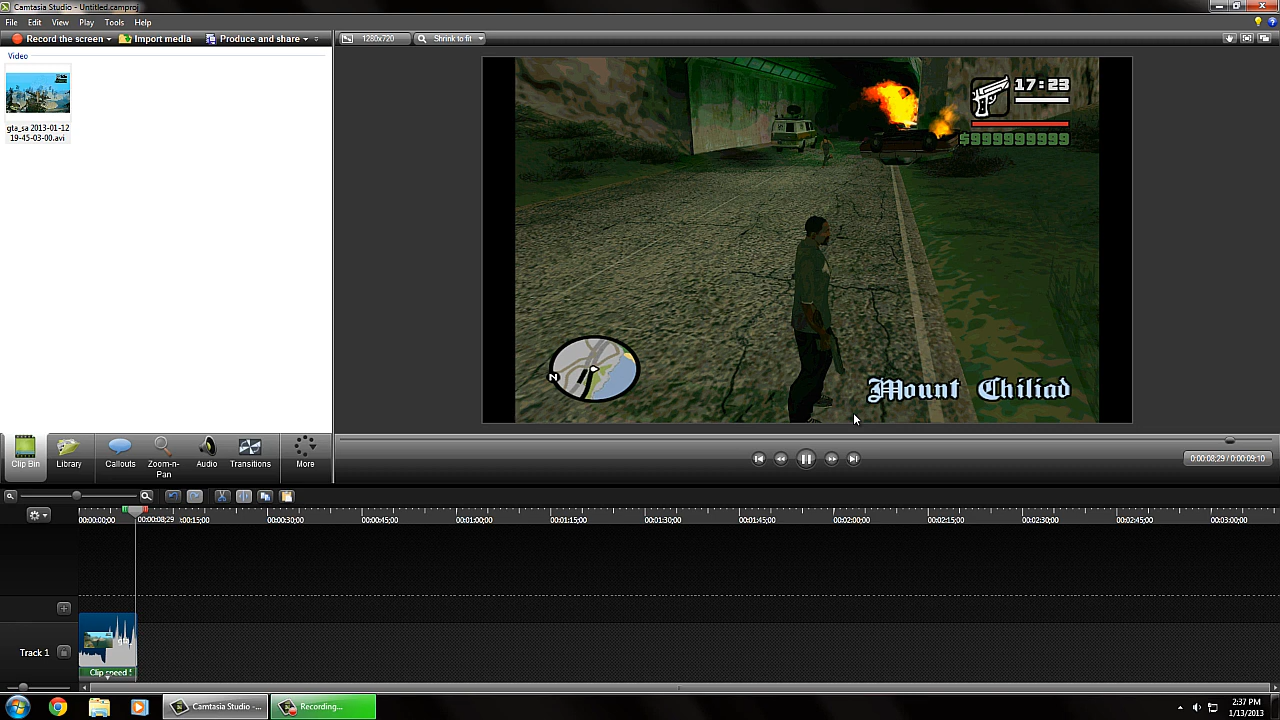 Camtasia Studio - Untitled.camproj
File Edit View Play Tools Help
Record the screen Import media Produce and share
1280x720 Shrink to fit
Video
gta_sa 2013-01-12
19-45-03-00.avi
17:23
$999999999
N
Mount Chiliad
Clip Bin Library Callouts Zoom-n-
Pan Audio Transitions More
0:00:08;29 / 0:00:09;10
00:00:00;00 00:00:08;29 00:00:30;00 00:00:45;00 00:01:00;00 00:01:15;00 00:01:30;00 00:01:45;00 00:02:00;00 00:02:15;00 00:02:30;00 00:02:45;00 00:03:00;00
Track 1
Clip speed
Camtasia Studio -... Recording...
2:37 PM
1/13/2013